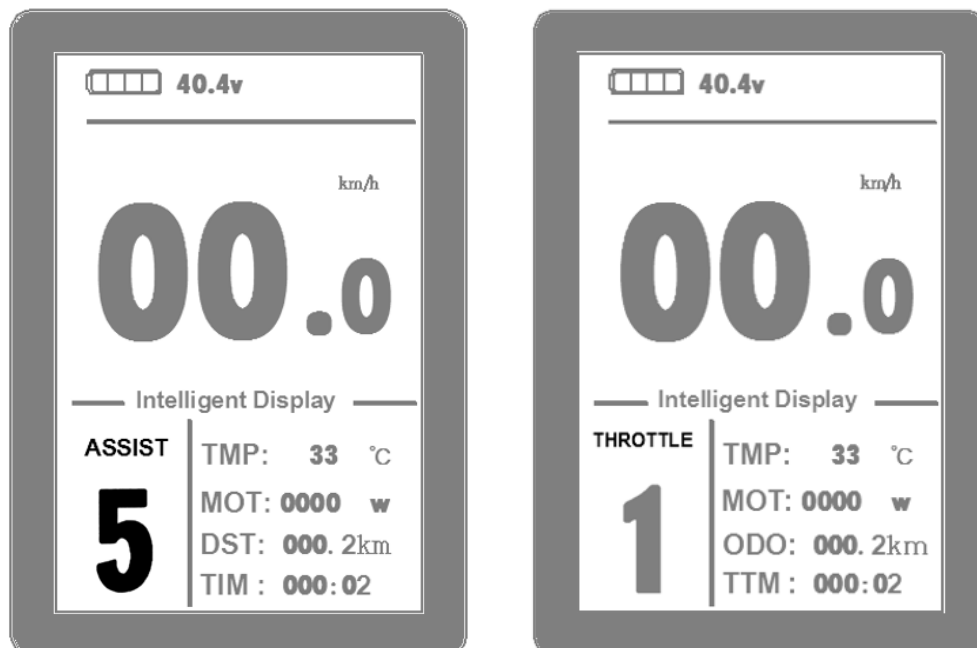 40.4v
km/h
00.0
Intelligent Display
ASSIST
5
TMP: 33 ℃
MOT: 0000 w
DST: 000. 2km
TIM : 000:02
40.4v
km/h
00.0
Intelligent Display
THROTTLE
1
TMP: 33 ℃
MOT: 0000 w
ODO: 000. 2km
TTM : 000:02